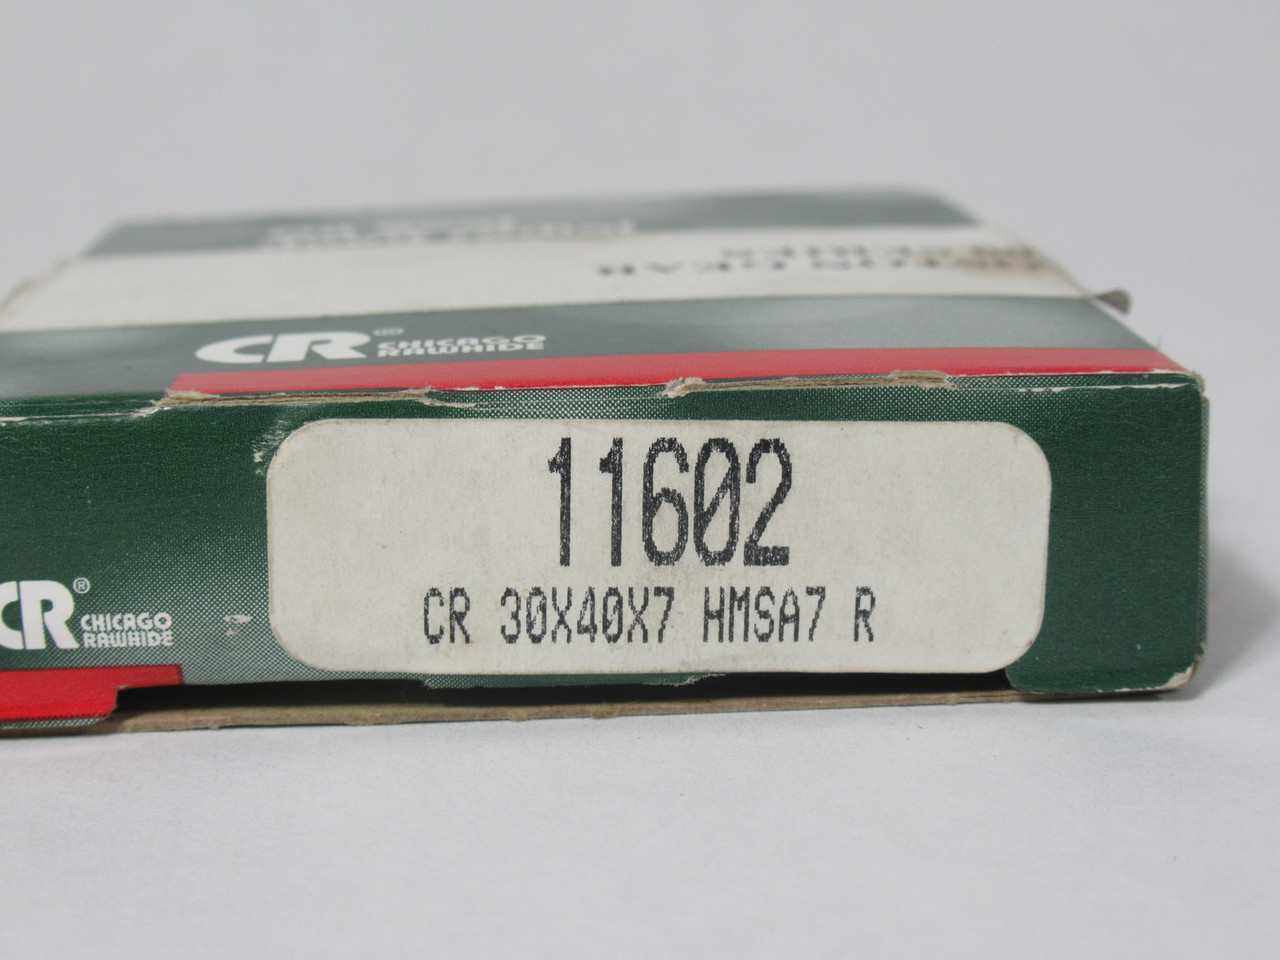 CR® CHICAGO
RAWHIDE
11602
CR 30X40X7 HMSA7 R
CR® CHICAGO
RAWHIDE